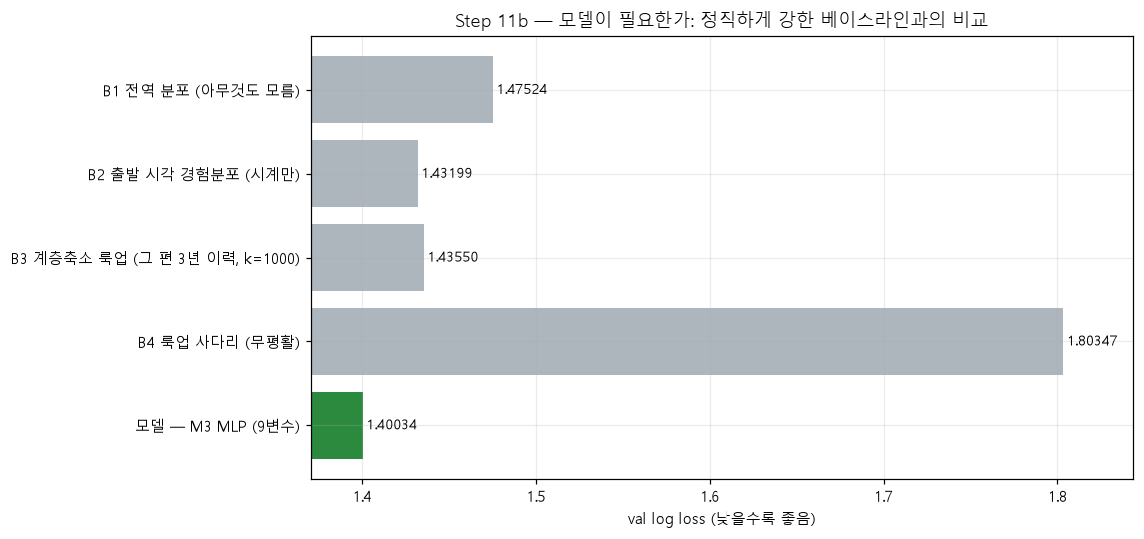 Step 11b — 모델이 필요한가: 정직하게 강한 베이스라인과의 비교
B1 전역 분포 (아무것도 모름)
1.47524
B2 출발 시각 경험분포 (시계만)
1.43199
B3 계층축소 룩업 (그 편 3년 이력, k=1000)
1.43550
B4 룩업 사다리 (무평활)
1.80347
모델 — M3 MLP (9변수)
1.40034
1.4 1.5 1.6 1.7 1.8
val log loss (낮을수록 좋음)